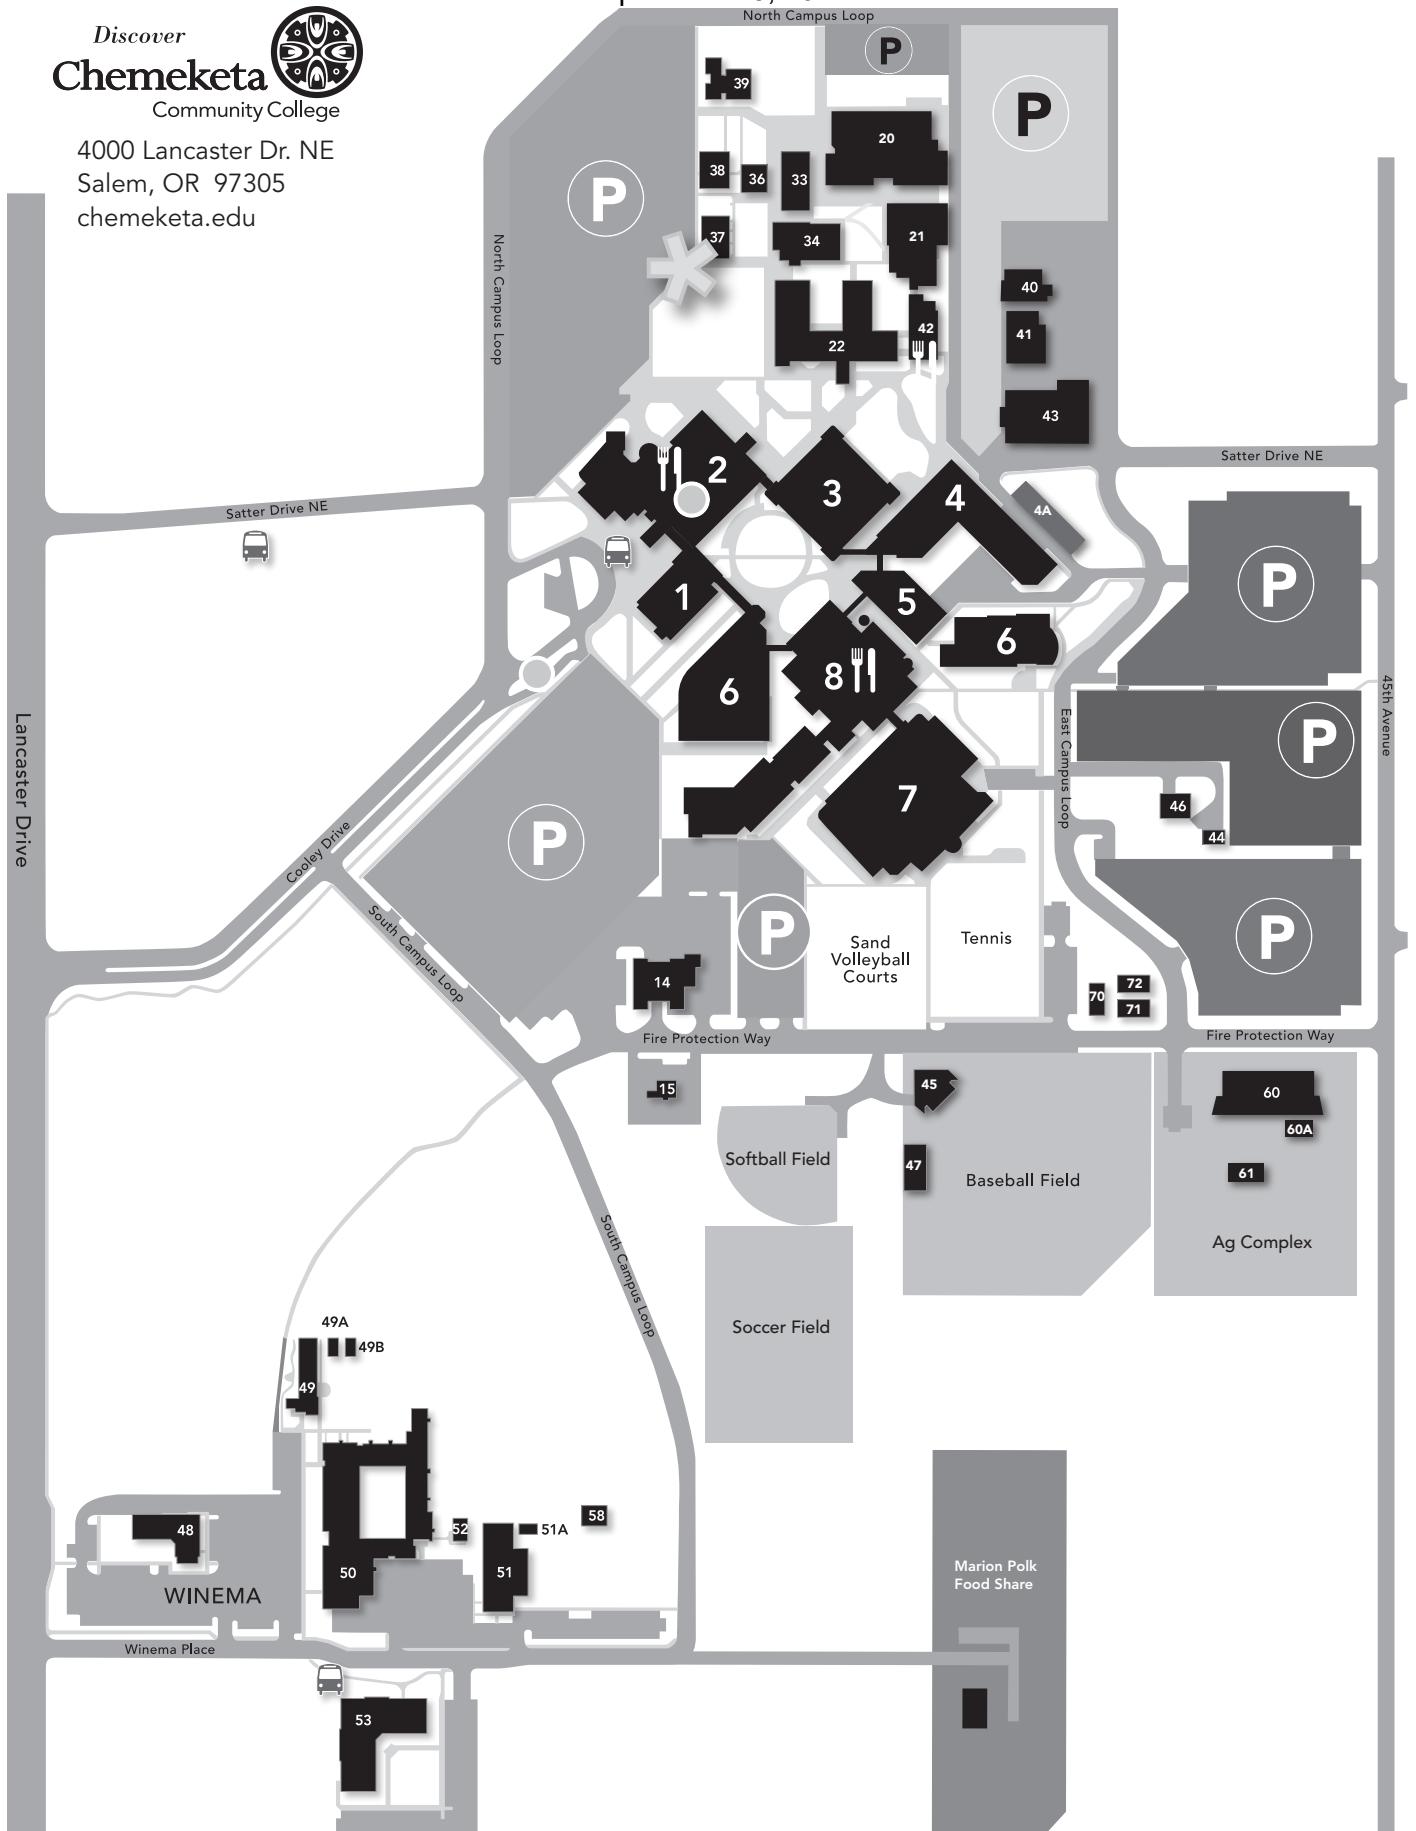 North Campus Loop
Discover
Chemeketa
Community College
4000 Lancaster Dr. NE
Salem, OR 97305
chemeketa.edu
P
P
P
39
20
38
36
33
37
34
21
North Campus Loop
40
42
41
22
43
Satter Drive NE
2
3
4
4A
Satter Drive NE
P
1
5
6
6
8
45th Avenue
East Campus Loop
P
Lancaster Drive
7
46
44
P
Cooley Drive
South Campus Loop
P
P
Sand
Volleyball
Courts
Tennis
14
72
70
71
Fire Protection Way
Fire Protection Way
15
45
60
60A
Softball Field
47
61
Baseball Field
Ag Complex
South Campus Loop
Soccer Field
49A
49B
49
58
48
52
51A
50
51
Marion Polk
Food Share
WINEMA
Winema Place
53